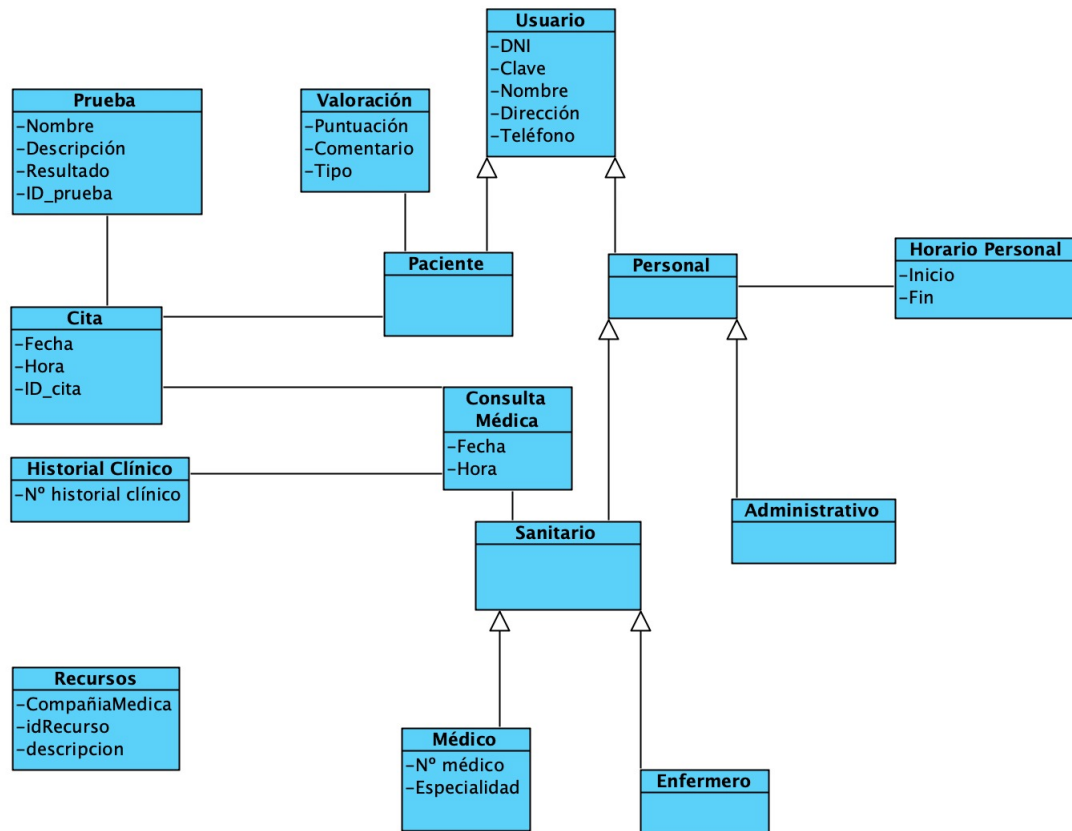 Usuario
-DNI
-Clave
-Nombre
-Dirección
-Teléfono
Prueba
-Nombre
-Descripción
-Resultado
-ID_prueba
Valoración
-Puntuación
-Comentario
-Tipo
Paciente
Personal
Horario Personal
-Inicio
-Fin
Cita
-Fecha
-Hora
-ID_cita
Consulta
Médica
-Fecha
-Hora
Historial Clínico
-Nº historial clínico
Sanitario
Administrativo
Recursos
-CompañiaMedica
-idRecurso
-descripcion
Médico
-Nº médico
-Especialidad
Enfermero